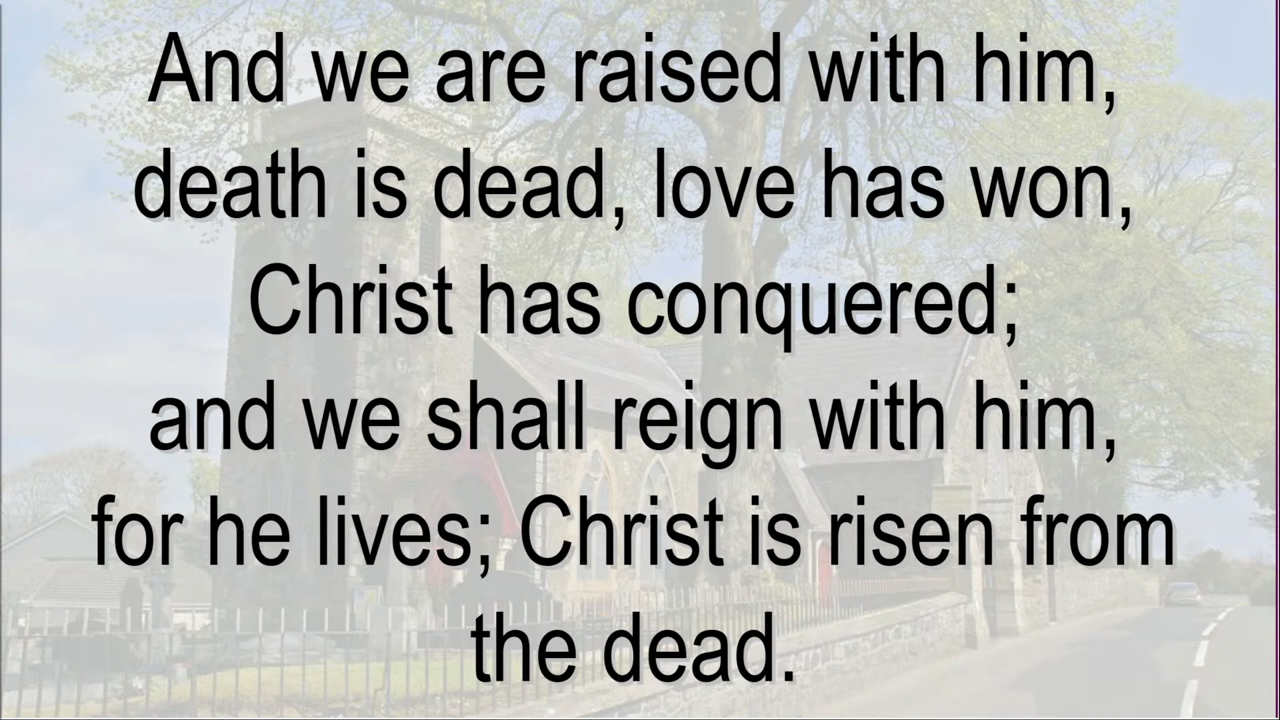 And we are raised with him,
death is dead, love has won,
Christ has conquered;
and we shall reign with him,
for he lives; Christ is risen from
the dead.